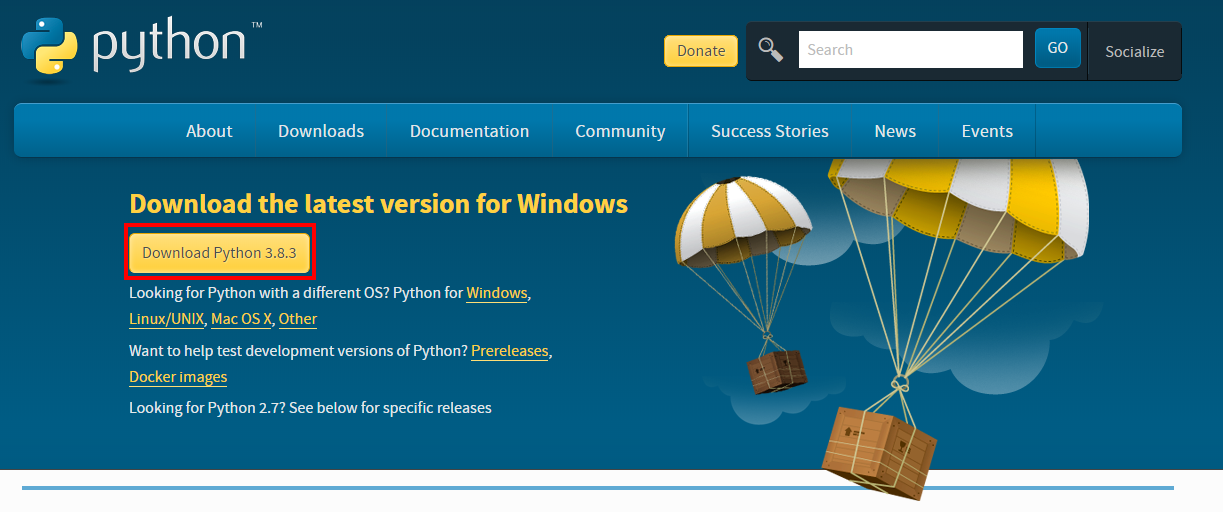 python™
Donate
Search
GO
Socialize
About
Downloads
Documentation
Community
Success Stories
News
Events
Download the latest version for Windows
Download Python 3.8.3
Looking for Python with a different OS? Python for Windows,
Linux/UNIX, Mac OS X, Other
Want to help test development versions of Python? Prereleases,
Docker images
Looking for Python 2.7? See below for specific releases